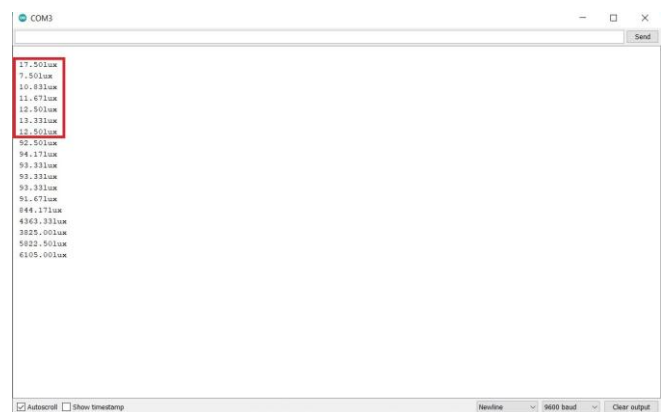 COM3
Send
17.50lux
7.50lux
10.83lux
11.67lux
12.50lux
13.33lux
12.50lux
92.50lux
94.17lux
93.33lux
93.33lux
93.33lux
91.67lux
844.17lux
4363.33lux
3825.00lux
5822.50lux
6105.00lux
Autoscroll Show timestamp Newline 9600 baud Clear output